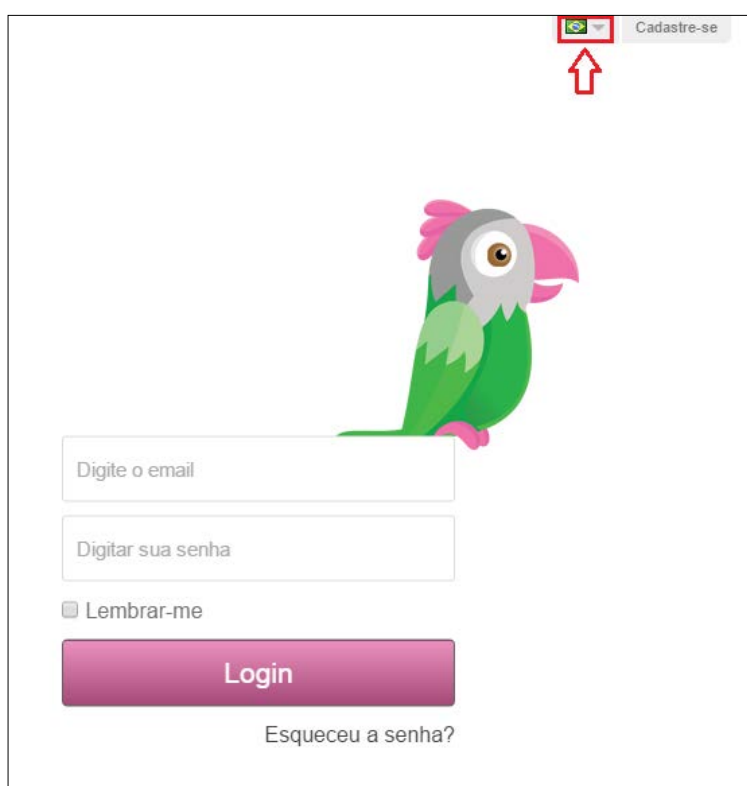 Cadastre-se
Digite o email
Digitar sua senha
Lembrar-me
Login
Esqueceu a senha?